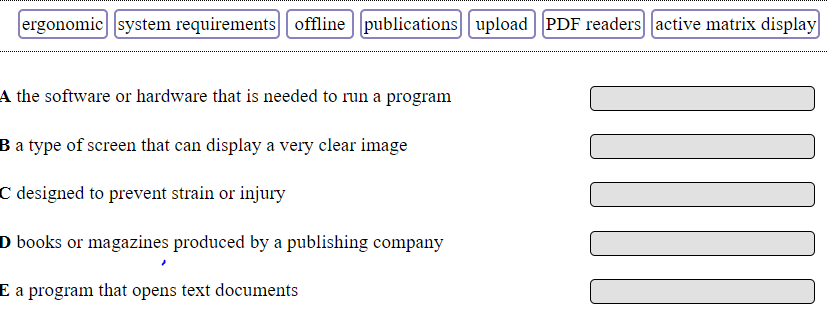 ergonomic system requirements offline publications upload PDF readers active matrix display
A the software or hardware that is needed to run a program
B a type of screen that can display a very clear image
C designed to prevent strain or injury
D books or magazines produced by a publishing company
E a program that opens text documents